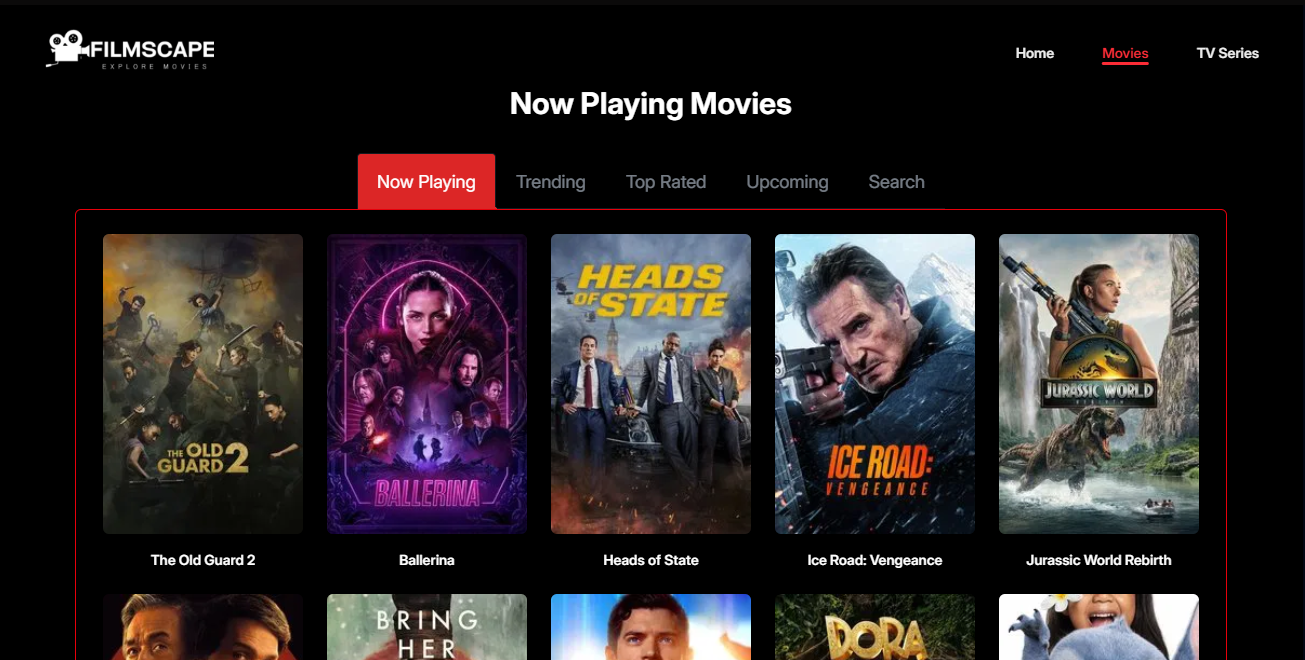 FILMSCAPE
EXPLORE MOVIES
Home
Movies
TV Series
Now Playing Movies
Now Playing
Trending
Top Rated
Upcoming
Search
THE OLD
GUARD 2
BALLERINA
HEADS
OF STATE
ICE ROAD:
VENGEANCE
JURASSIC WORLD
REBIRTH
The Old Guard 2
Ballerina
Heads of State
Ice Road: Vengeance
Jurassic World Rebirth
BRING
HER
DORA